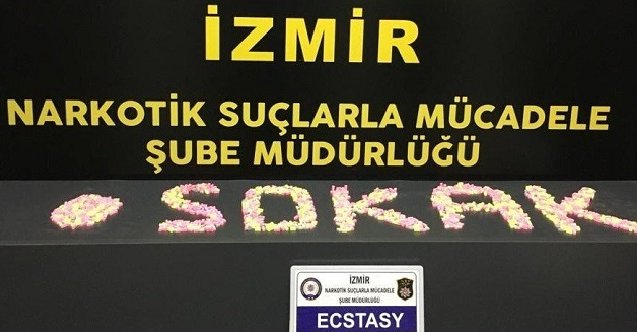 İZMİR
NARKOTİK SUÇLARLA MÜCADELE
ŞUBE MÜDÜRLÜĞÜ
SOKAK
İZMİR
NARKOTİK SUÇLARLA MÜCADELE
ŞUBE MÜDÜRLÜĞÜ
ECSTASY